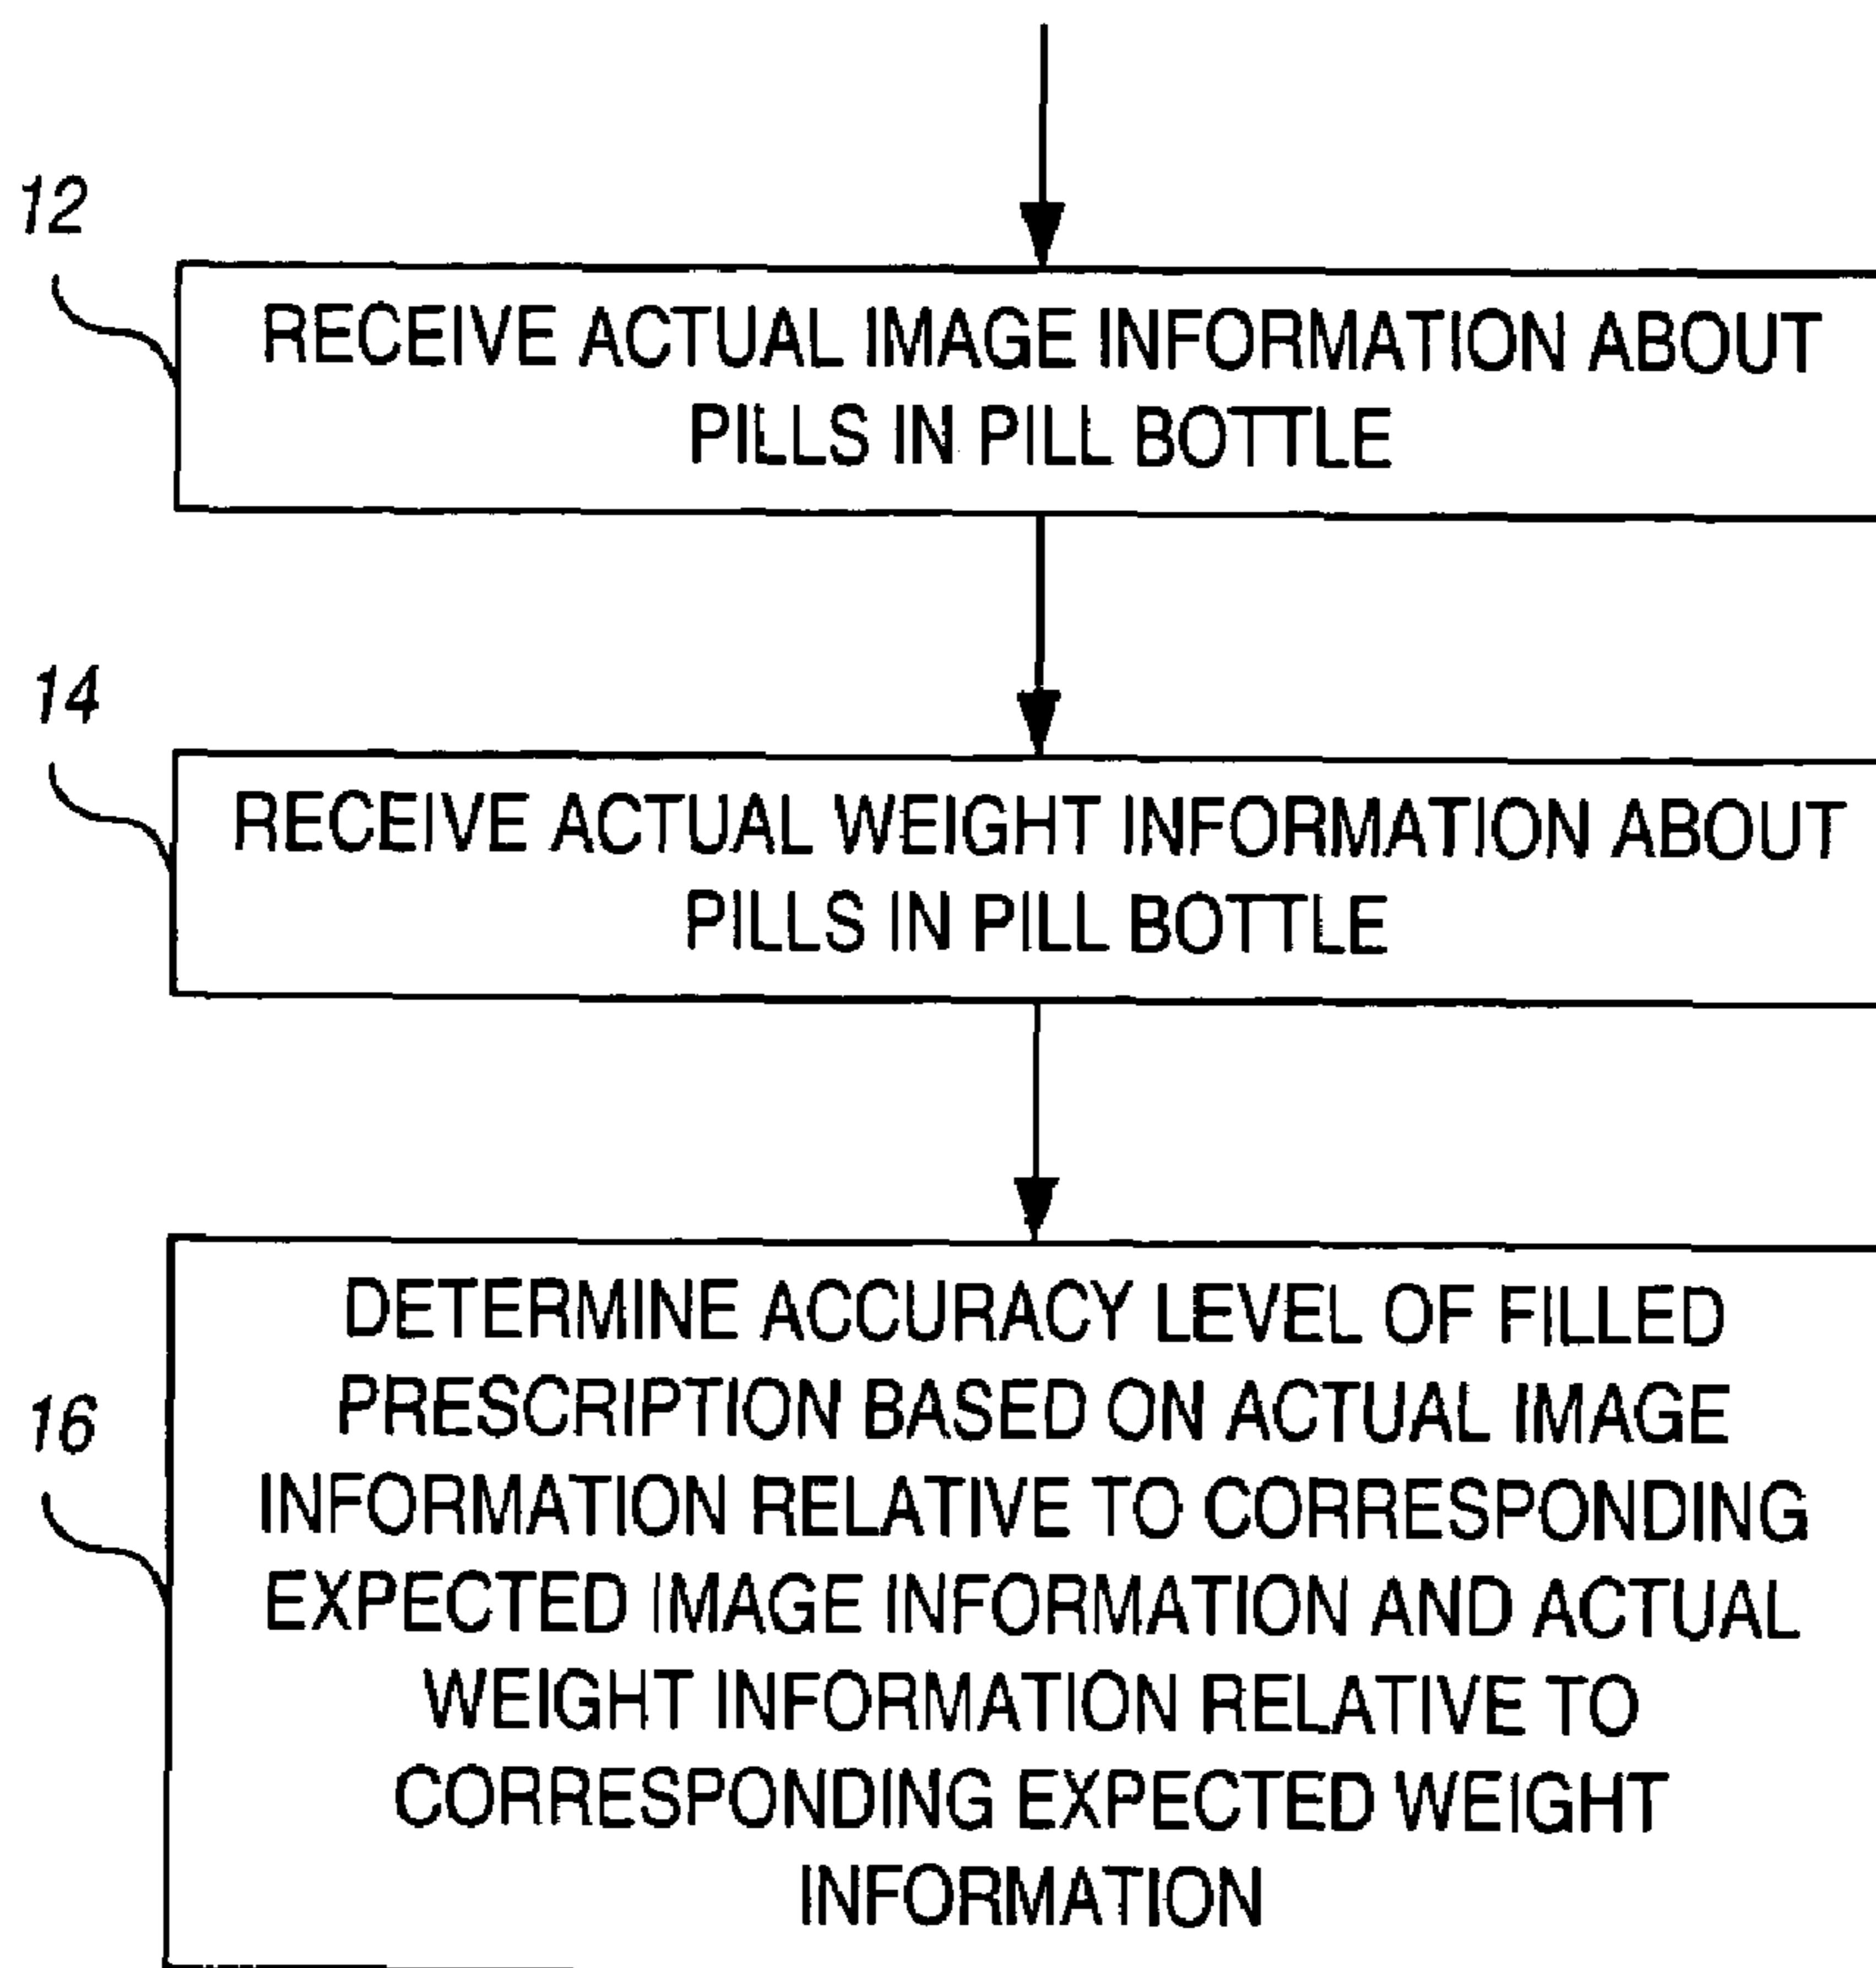 12
RECEIVE ACTUAL IMAGE INFORMATION ABOUT
PILLS IN PILL BOTTLE
14
RECEIVE ACTUAL WEIGHT INFORMATION ABOUT
PILLS IN PILL BOTTLE
16
DETERMINE ACCURACY LEVEL OF FILLED
PRESCRIPTION BASED ON ACTUAL IMAGE
INFORMATION RELATIVE TO CORRESPONDING
EXPECTED IMAGE INFORMATION AND ACTUAL
WEIGHT INFORMATION RELATIVE TO
CORRESPONDING EXPECTED WEIGHT
INFORMATION